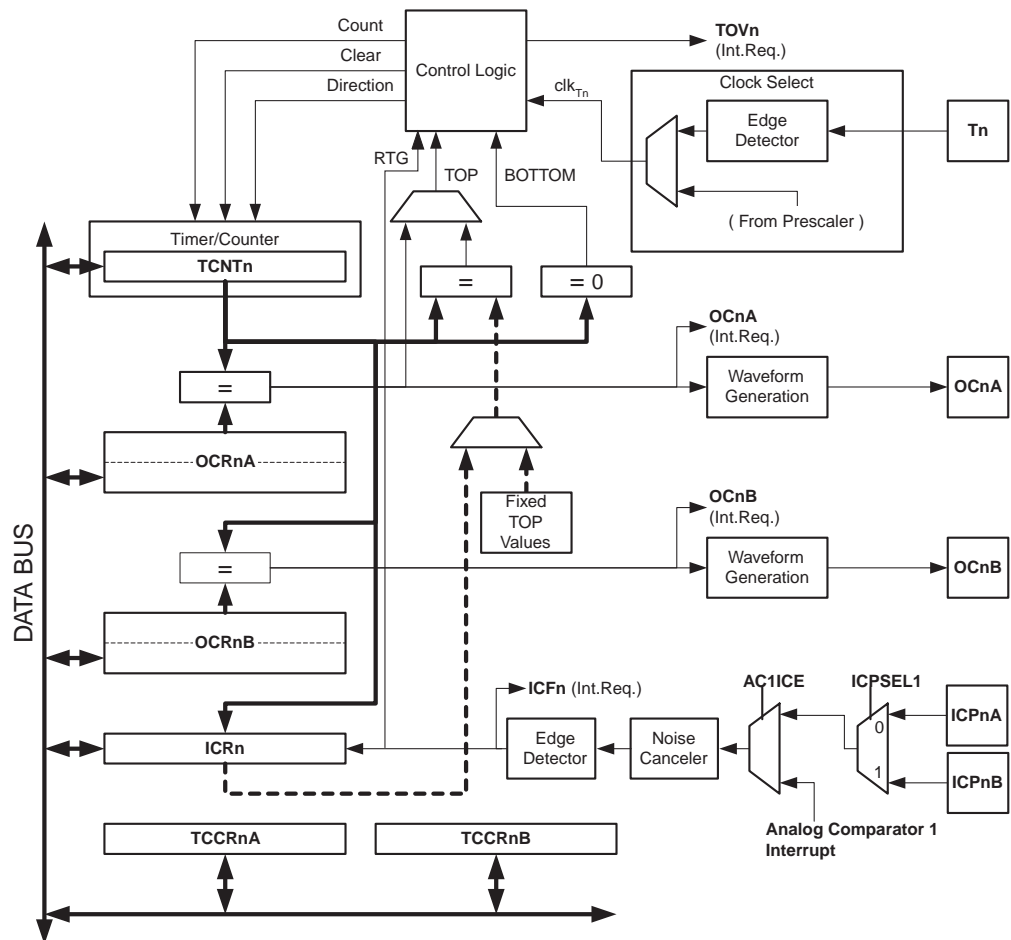 Count
Clear
Direction
Control Logic
TOVn
(Int.Req.)
clkTn
Clock Select
Edge
Detector
Tn
( From Prescaler )
RTG
TOP
BOTTOM
Timer/Counter
TCNTn
=
= 0
=
OCnA
(Int.Req.)
Waveform
Generation
OCnA
OCRnA
Fixed
TOP
Values
OCnB
(Int.Req.)
=
Waveform
Generation
OCnB
OCRnB
DATA BUS
ICFn (Int.Req.)
AC1ICE
ICPSEL1
ICRn
Edge
Detector
Noise
Canceler
0
1
ICPnA
ICPnB
Analog Comparator 1
Interrupt
TCCRnA
TCCRnB